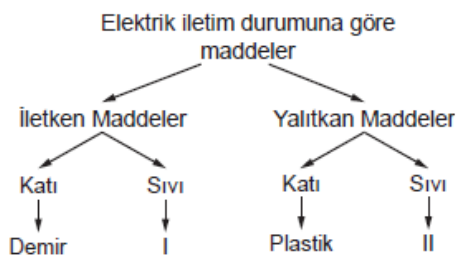 Elektrik iletim durumuna göre
maddeler
İletken Maddeler
Yalıtkan Maddeler
Katı
Sıvı
Katı
Sıvı
Demir
I
Plastik
II